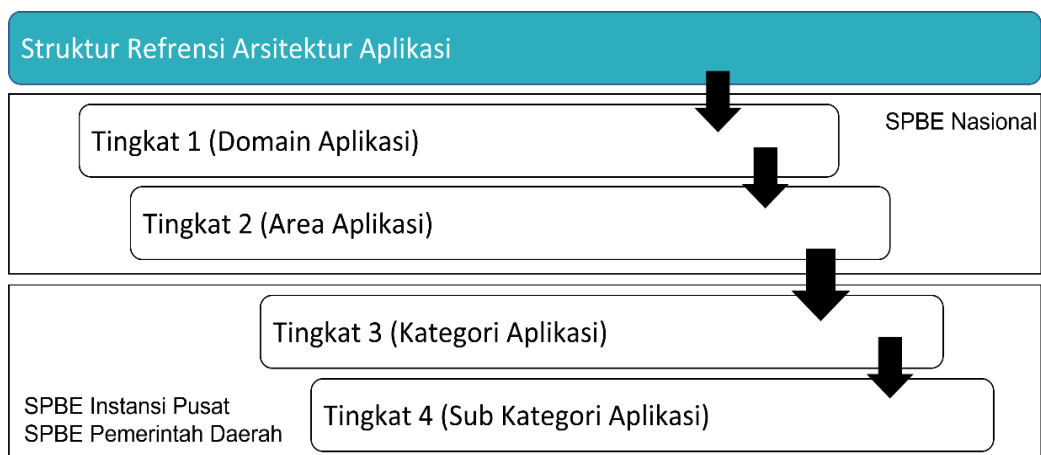 Struktur Refrensi Arsitektur Aplikasi
SPBE Nasional
Tingkat 1 (Domain Aplikasi)
Tingkat 2 (Area Aplikasi)
Tingkat 3 (Kategori Aplikasi)
Tingkat 4 (Sub Kategori Aplikasi)
SPBE Instansi Pusat
SPBE Pemerintah Daerah